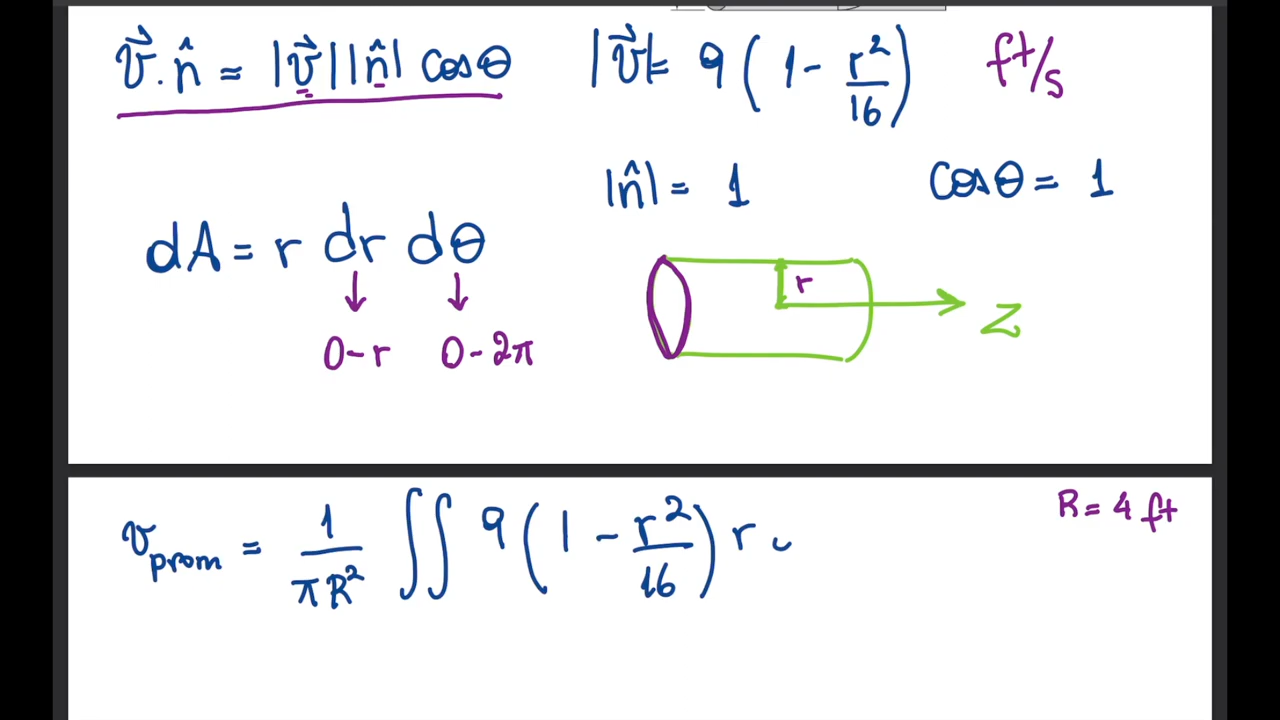 v⃗ . n̂ = |v⃗| |n̂| cosθ
|v⃗|= 9 (1 - r²/16) ft/s
|n̂| = 1
cosθ = 1
dA = r dr dθ
0-r 0-2π
r
Z
R = 4 ft
v_prom = 1/(πR²) ∬ 9 (1 - r²/16) r